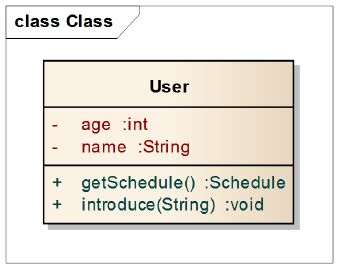 class Class
User
- age :int
- name :String
+ getSchedule() :Schedule
+ introduce(String) :void